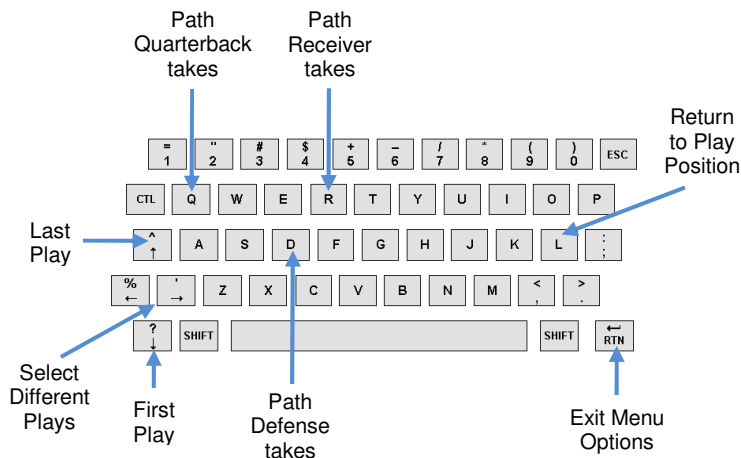 Path
Quarterback
takes
Path
Receiver
takes
Return
to Play
Position
= " # $ + – / * ( )
1 2 3 4 5 6 7 8 9 0 ESC
CTL Q W E R T Y U I O P
Last
Play
^
↑ A S D F G H J K L :
;
% ' < >
← → Z X C V B N M , .
?
↓ SHIFT SHIFT ← RTN
Select
Different
Plays
First
Play
Path
Defense
takes
Exit Menu
Options